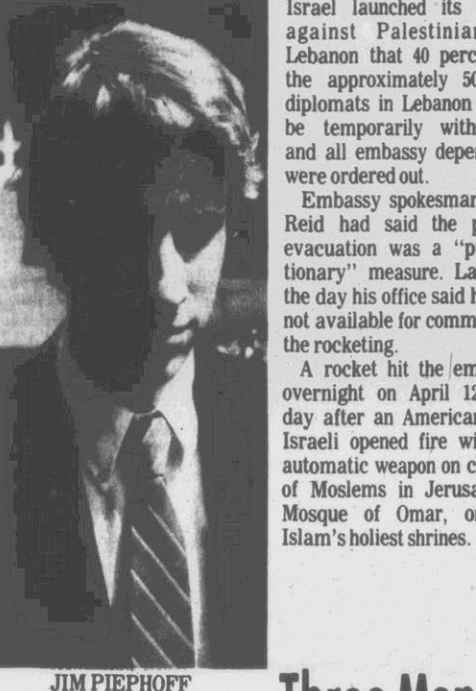 Israel launched its
against Palestinian
Lebanon that 40 perc
the approximately 50
diplomats in Lebanon
be temporarily with
and all embassy depe
were ordered out.
Embassy spokesman
Reid had said the p
evacuation was a "p
tionary" measure. La
the day his office said h
not available for comm
the rocketing.
A rocket hit the em
overnight on April 12
day after an American
Israeli opened fire wi
automatic weapon on c
of Moslems in Jerusa
Mosque of Omar, o
Islam's holiest shrines.
JIM PIEPHOFF